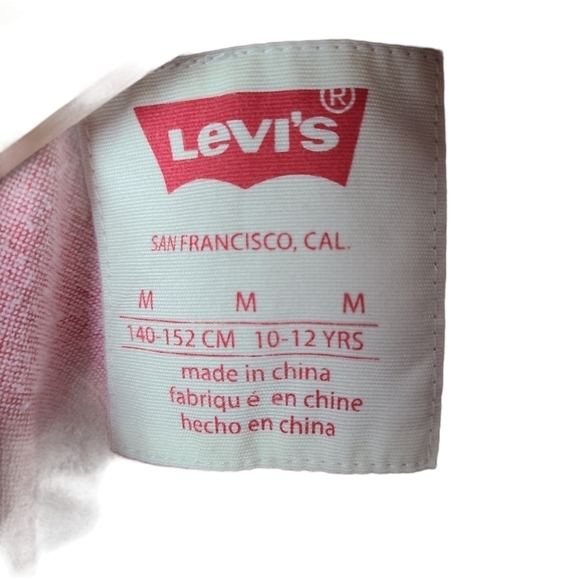 LEVI'S ®
SAN FRANCISCO, CAL.
M M M
140-152 CM 10-12 YRS
made in china
fabriqu é en chine
hecho en china